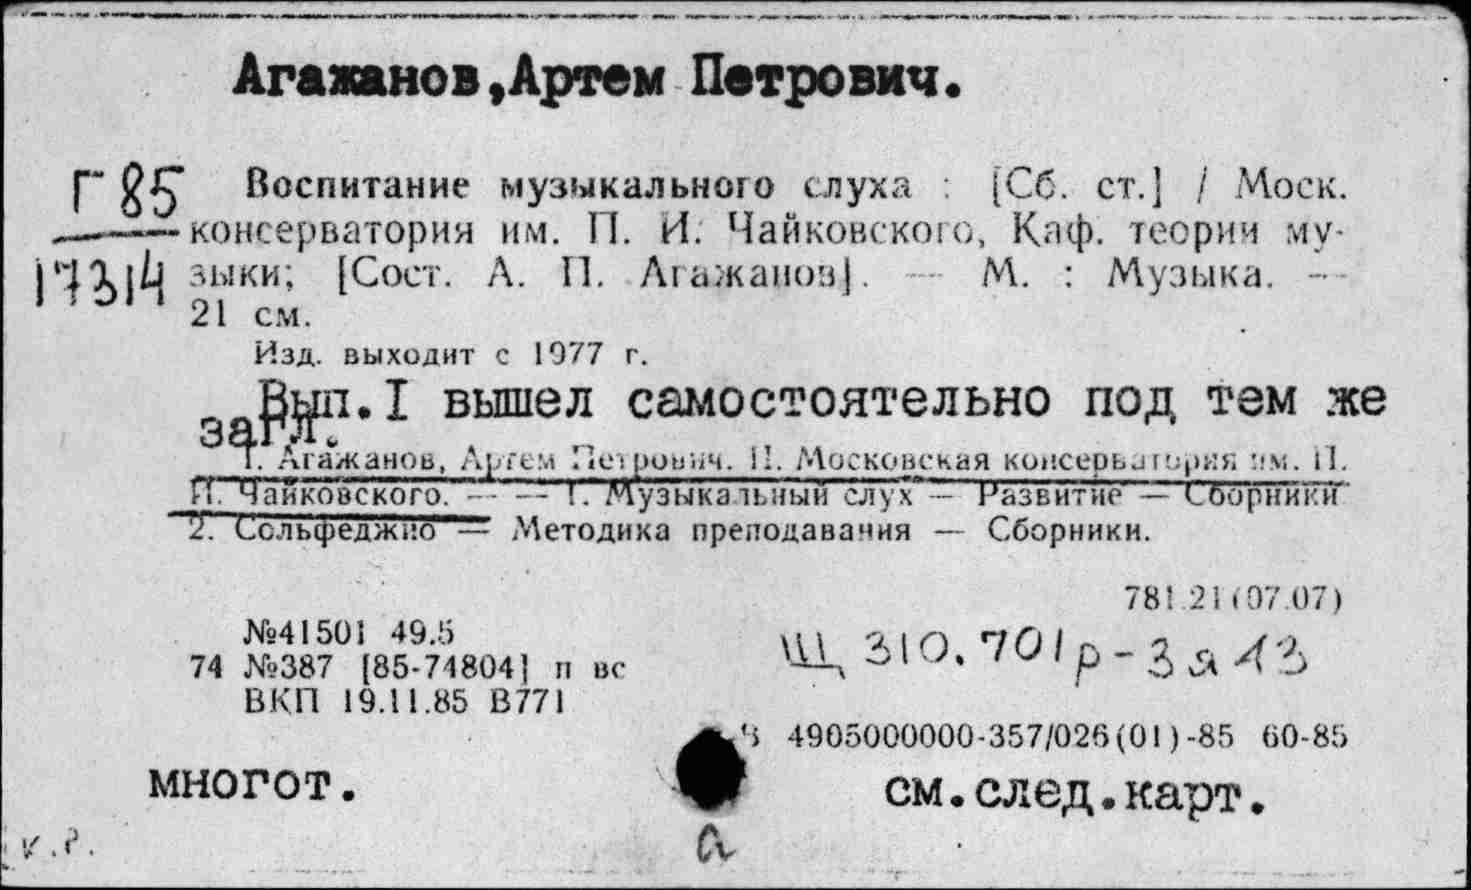 Агажанов,Артем Петрович.
Г 85
17314
Воспитание музыкального слуха : [Сб. ст.] / Моск.
консерватория им. П. И. Чайковского, Каф. теории му-
зыки; [Сост. А. П. Агажанов]. — М. : Музыка. —
21 см.
Изд. выходит с 1977 г.
Вып.I вышел самостоятельно под тем же
загл.
I. Агажанов, Артем Петрович. II. Московская консерватория им. П.
И. Чайковского. — — 1. Музыкальный слух — Развитие — Сборники
2. Сольфеджио — Методика преподавания — Сборники.
781.21(07.07)
№41501 49.5
74 №387 [85-74804] п вс
ВКП 19.11.85 В771
Щ 310.701р-3я43
4905000000-357/026(01)-85 60-85
многот.
см.след.карт.
а